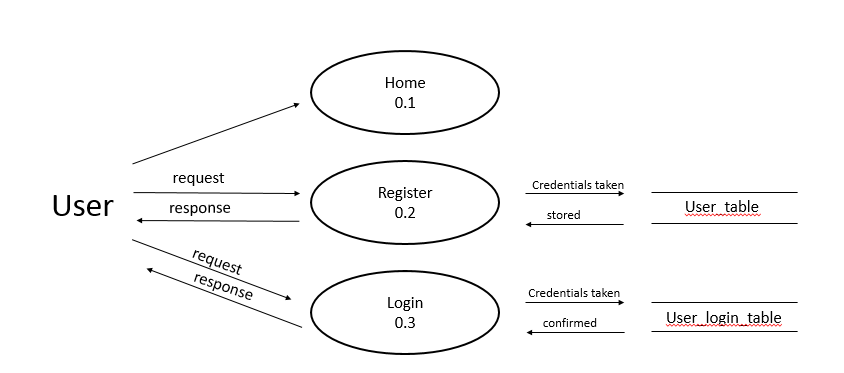 Home
0.1
request
Register
0.2
Credentials taken
User
response
stored
User_table
request
response
Login
0.3
Credentials taken
confirmed
User_login_table